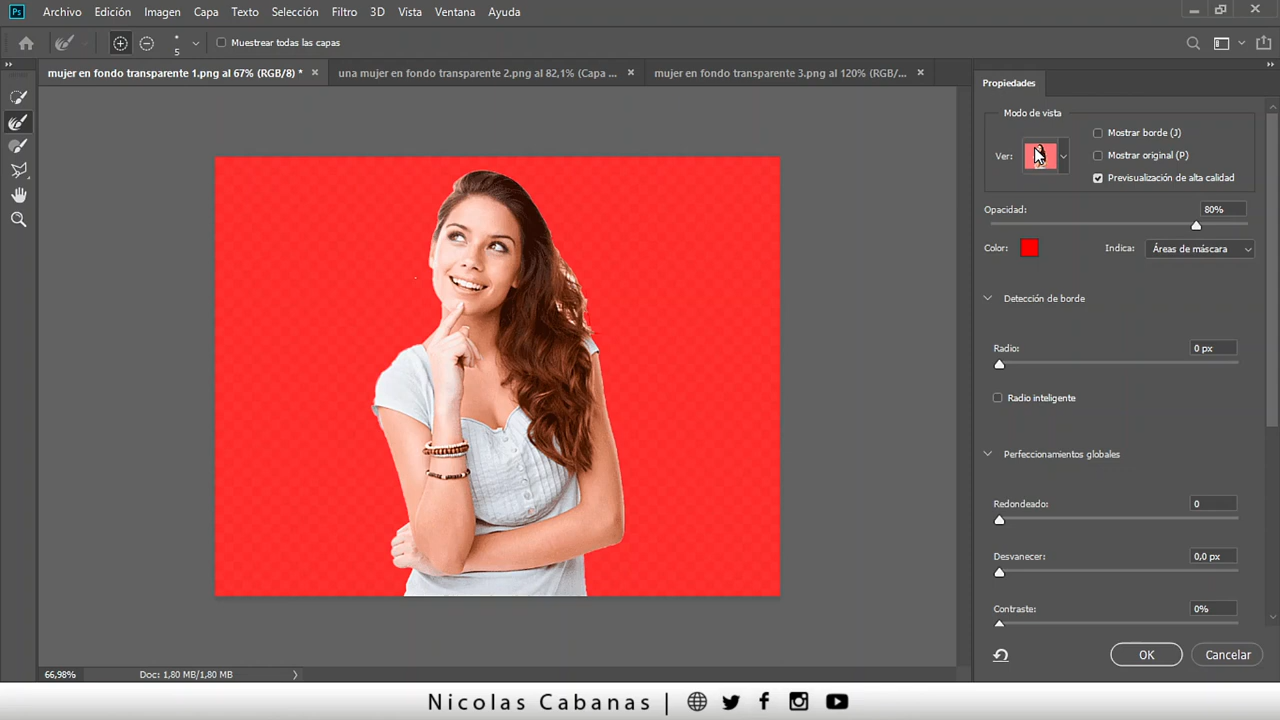 Ps Archivo Edición Imagen Capa Texto Selección Filtro 3D Vista Ventana Ayuda
5 Muestrear todas las capas
mujer en fondo transparente 1.png al 67% (RGB/8) * × una mujer en fondo transparente 2.png al 82,1% (Capa ... × mujer en fondo transparente 3.png al 120% (RGB/... ×
Propiedades
Modo de vista
Mostrar borde (J)
Ver:
Mostrar original (P)
Previsualización de alta calidad
Opacidad: 80%
Color: Indica: Áreas de máscara
Detección de borde
Radio: 0 px
Radio inteligente
Perfeccionamientos globales
Redondeado: 0
Desvanecer: 0,0 px
Contraste: 0%
OK Cancelar
66,98% Doc: 1,80 MB/1,80 MB
Nicolas Cabanas |